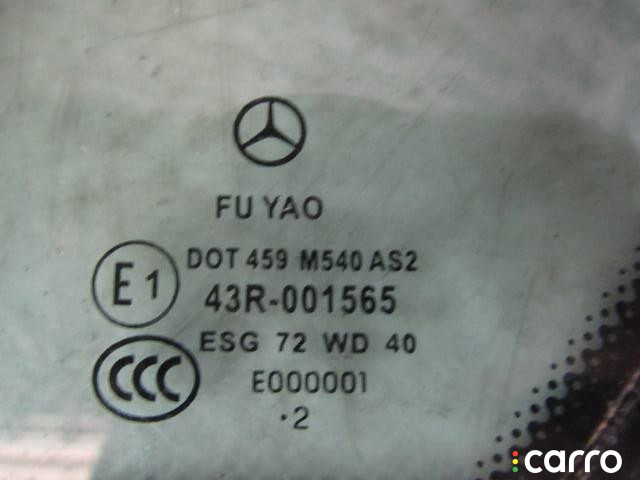 FU YAO
DOT 459 M540 AS2
E1
43R-001565
ESG 72 WD 40
CCC
E000001
·2
carro